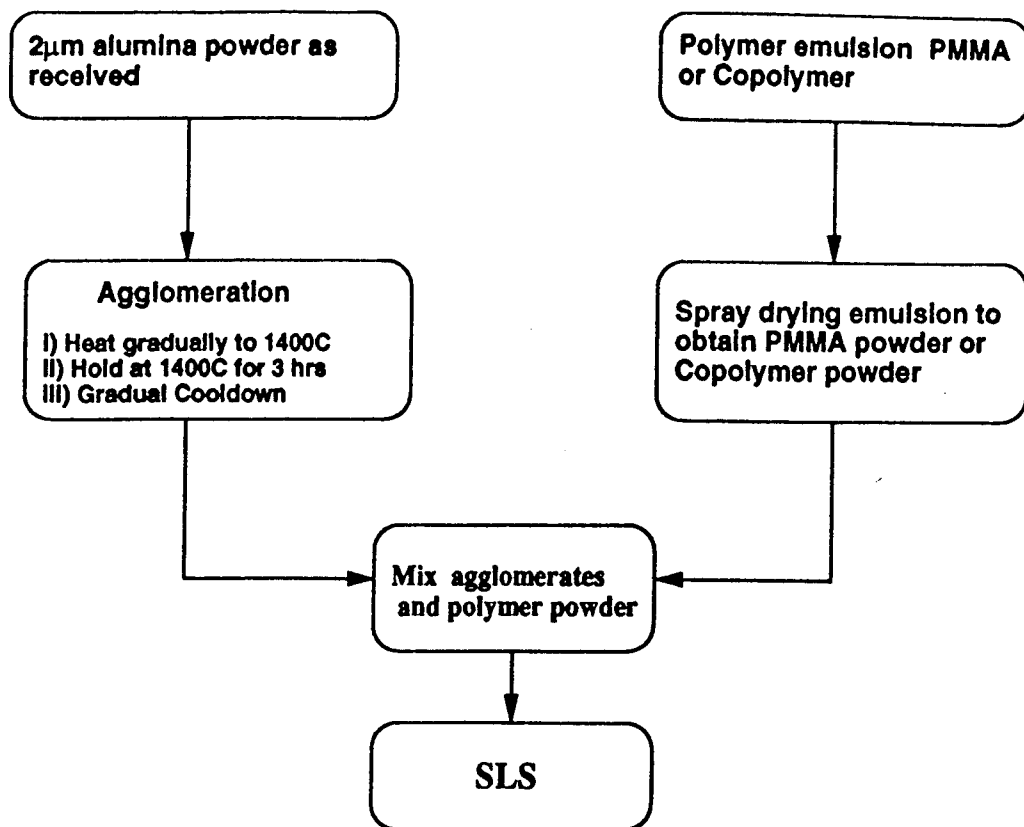 2μm alumina powder as
received
Polymer emulsion PMMA
or Copolymer
Agglomeration
I) Heat gradually to 1400C
II) Hold at 1400C for 3 hrs
III) Gradual Cooldown
Spray drying emulsion to
obtain PMMA powder or
Copolymer powder
Mix agglomerates
and polymer powder
SLS